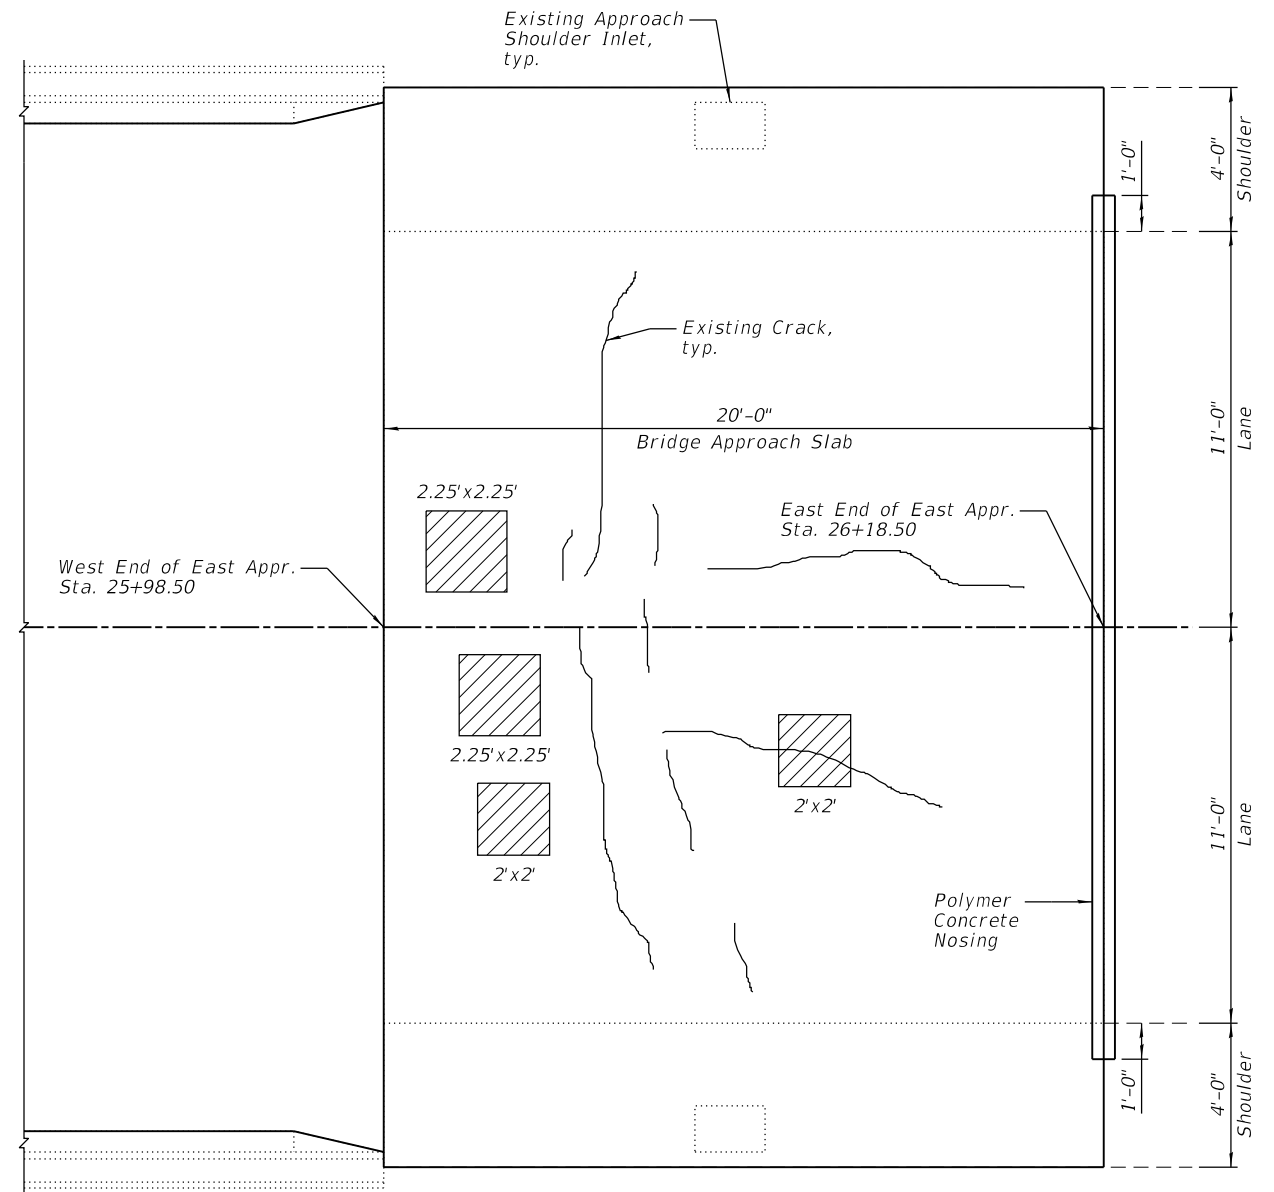 Existing Approach
Shoulder Inlet,
typ.
1'-0"
4'-0"
Shoulder
Existing Crack,
typ.
20'-0"
Bridge Approach Slab
11'-0"
Lane
2.25'x2.25'
East End of East Appr.
Sta. 26+18.50
West End of East Appr.
Sta. 25+98.50
2.25'x2.25'
2'x2'
2'x2'
11'-0"
Lane
Polymer
Concrete
Nosing
1'-0"
4'-0"
Shoulder